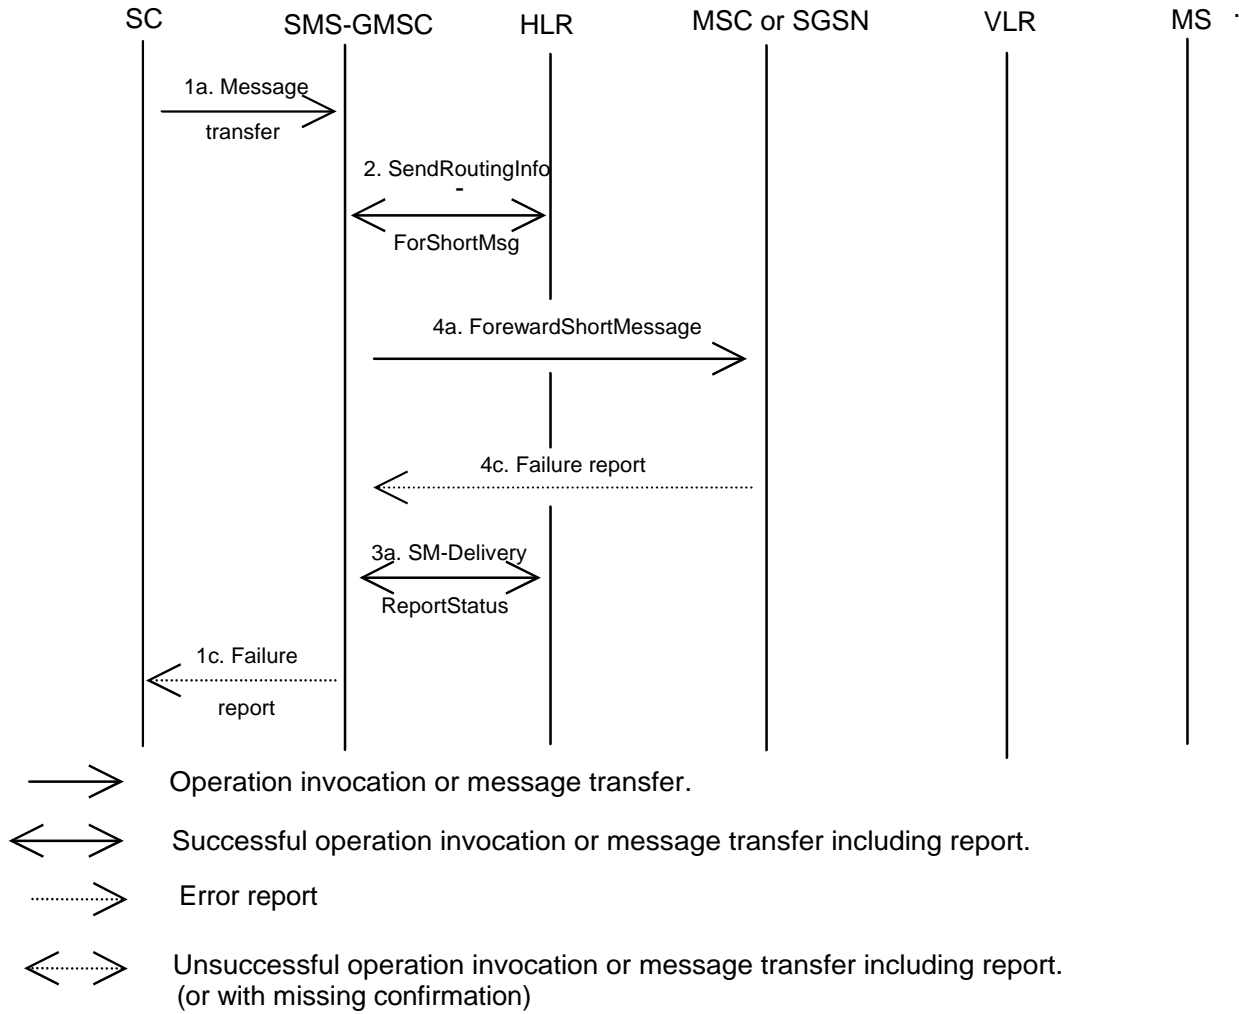 SC
SMS-GMSC
HLR
MSC or SGSN
VLR
MS .
1a. Message
transfer
2. SendRoutingInfo
-
ForShortMsg
4a. ForewardShortMessage
4c. Failure report
3a. SM-Delivery
ReportStatus
1c. Failure
report
Operation invocation or message transfer.
Successful operation invocation or message transfer including report.
Error report
Unsuccessful operation invocation or message transfer including report.
(or with missing confirmation)